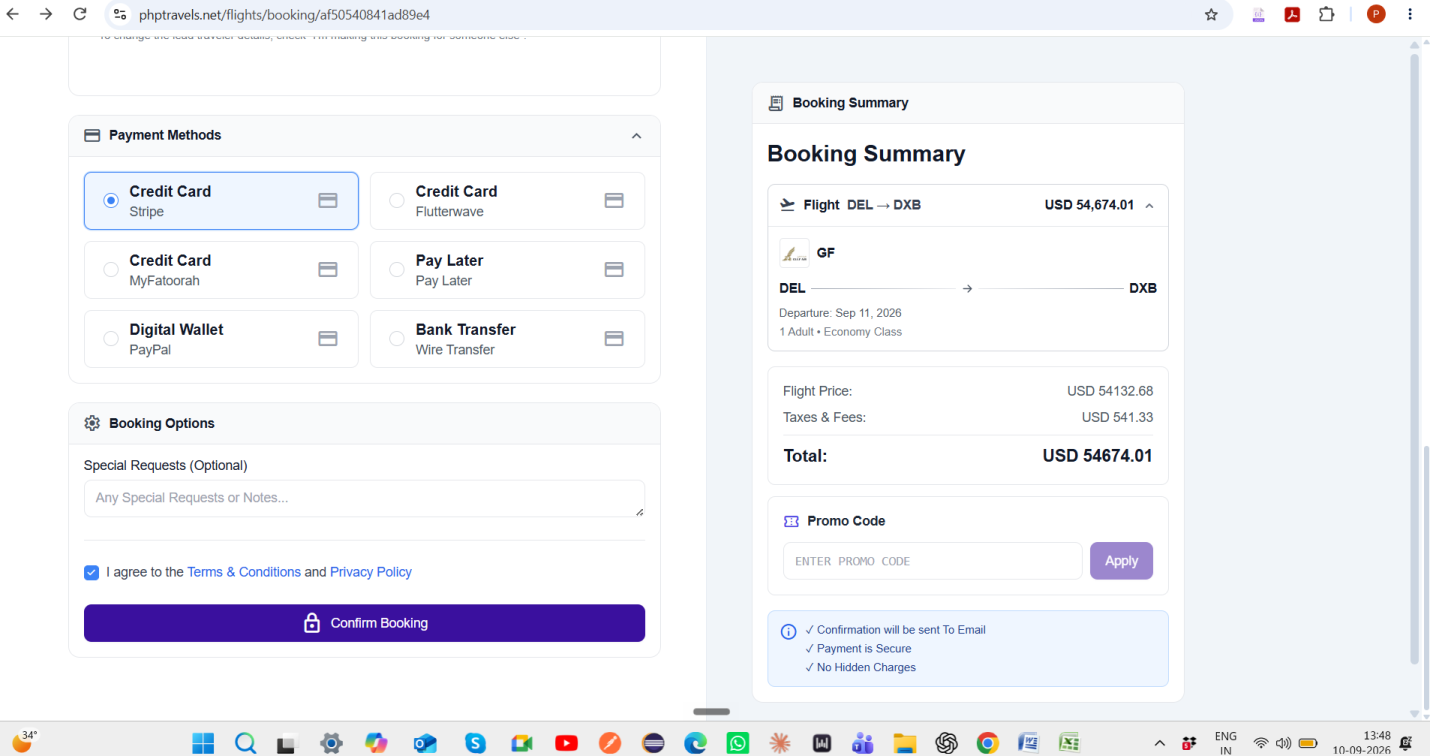 phptravels.net/flights/booking/af50540841ad89e4
P
To change the lead traveler details, check "I'm making this booking for someone else".
Payment Methods
Credit Card
Stripe
Credit Card
Flutterwave
Credit Card
MyFatoorah
Pay Later
Pay Later
Digital Wallet
PayPal
Bank Transfer
Wire Transfer
Booking Options
Special Requests (Optional)
Any Special Requests or Notes...
I agree to the Terms & Conditions and Privacy Policy
Confirm Booking
Booking Summary
Booking Summary
Flight DEL → DXB USD 54,674.01
GF
DEL → DXB
Departure: Sep 11, 2026
1 Adult • Economy Class
Flight Price: USD 54132.68
Taxes & Fees: USD 541.33
Total: USD 54674.01
Promo Code
ENTER PROMO CODE Apply
✓ Confirmation will be sent To Email
✓ Payment is Secure
✓ No Hidden Charges
34°
ENG
IN
13:48
10-09-2026